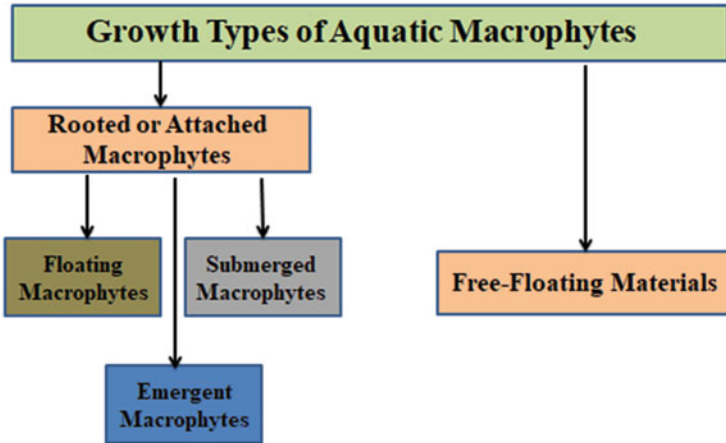 Growth Types of Aquatic Macrophytes
Rooted or Attached
Macrophytes
Floating
Macrophytes
Submerged
Macrophytes
Free-Floating Materials
Emergent
Macrophytes